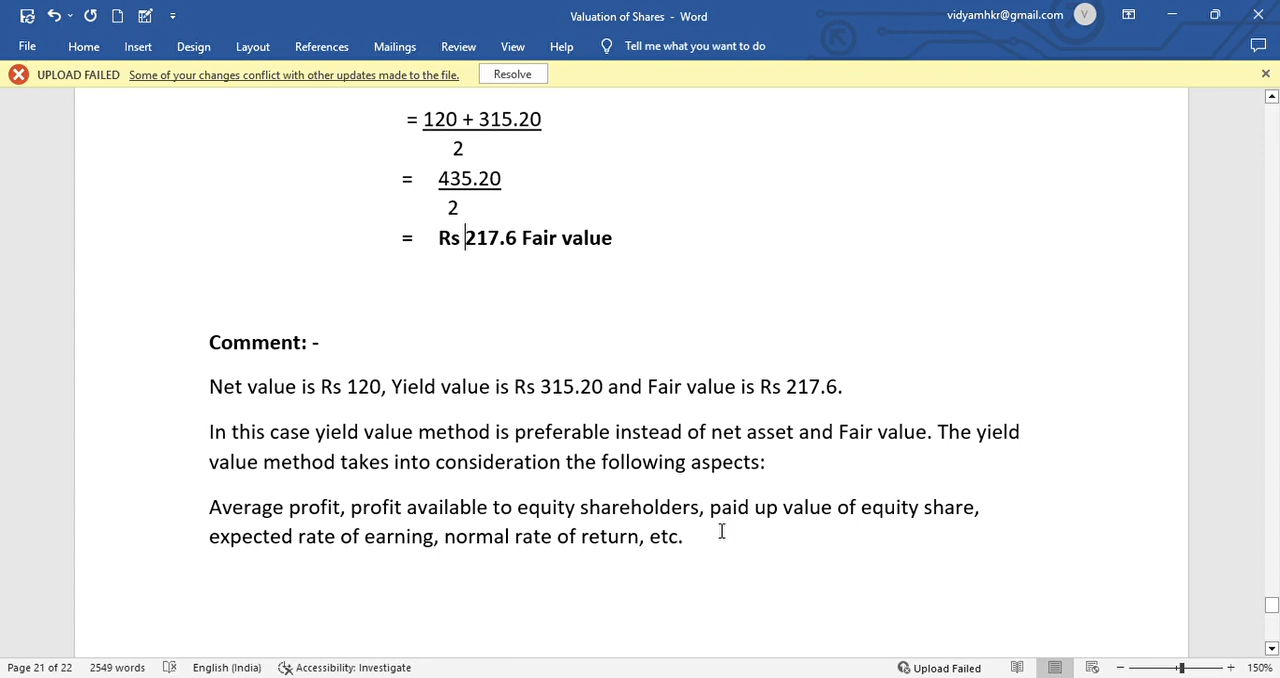 Valuation of Shares - Word
vidyamhkr@gmail.com V
File Home Insert Design Layout References Mailings Review View Help Tell me what you want to do
UPLOAD FAILED Some of your changes conflict with other updates made to the file. Resolve
= 120 + 315.20
2
= 435.20
2
= Rs 217.6 Fair value
Comment: -
Net value is Rs 120, Yield value is Rs 315.20 and Fair value is Rs 217.6.
In this case yield value method is preferable instead of net asset and Fair value. The yield
value method takes into consideration the following aspects:
Average profit, profit available to equity shareholders, paid up value of equity share,
expected rate of earning, normal rate of return, etc.
Page 21 of 22 2549 words English (India) Accessibility: Investigate Upload Failed 150%